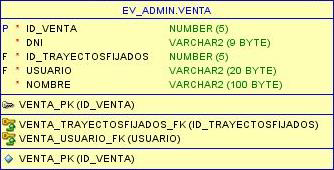 EV_ADMIN.VENTA
P * ID_VENTA NUMBER (5)
* DNI VARCHAR2 (9 BYTE)
F * ID_TRAYECTOSFIJADOS NUMBER (5)
F * USUARIO VARCHAR2 (20 BYTE)
* NOMBRE VARCHAR2 (100 BYTE)
VENTA_PK (ID_VENTA)
VENTA_TRAYECTOSFIJADOS_FK (ID_TRAYECTOSFIJADOS)
VENTA_USUARIO_FK (USUARIO)
VENTA_PK (ID_VENTA)